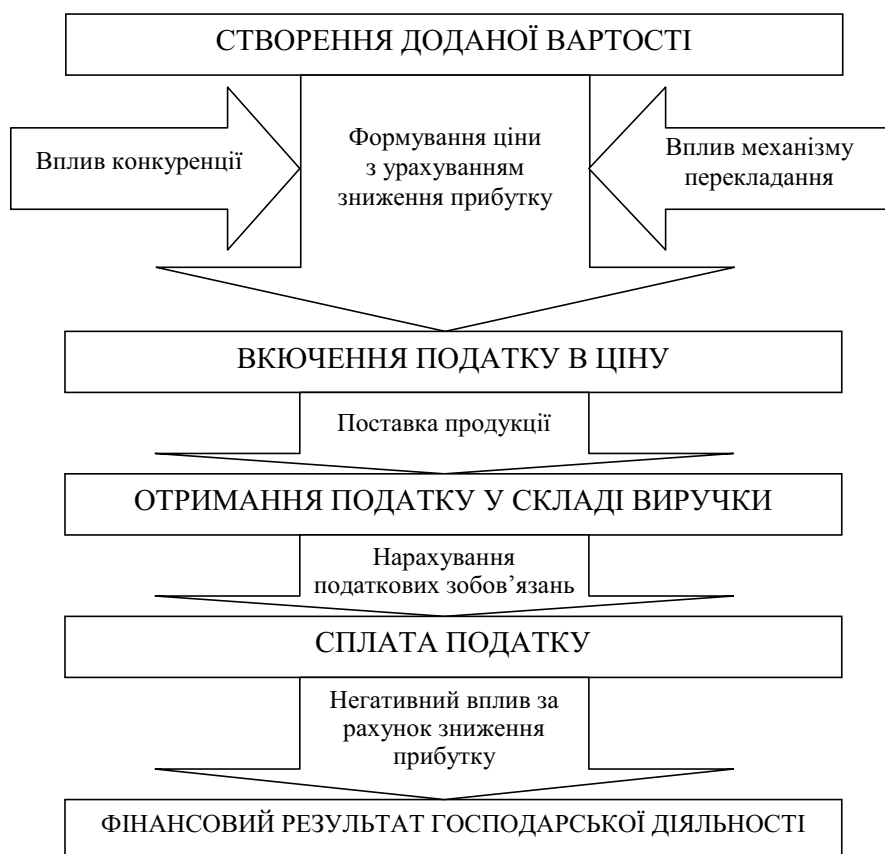 СТВОРЕННЯ ДОДАНОЇ ВАРТОСТІ
Вплив конкуренції
Формування ціни
з урахуванням
зниження прибутку
Вплив механізму
перекладання
ВКЮЧЕННЯ ПОДАТКУ В ЦІНУ
Поставка продукції
ОТРИМАННЯ ПОДАТКУ У СКЛАДІ ВИРУЧКИ
Нарахування
податкових зобов’язань
СПЛАТА ПОДАТКУ
Негативний вплив за
рахунок зниження
прибутку
ФІНАНСОВИЙ РЕЗУЛЬТАТ ГОСПОДАРСЬКОЇ ДІЯЛЬНОСТІ